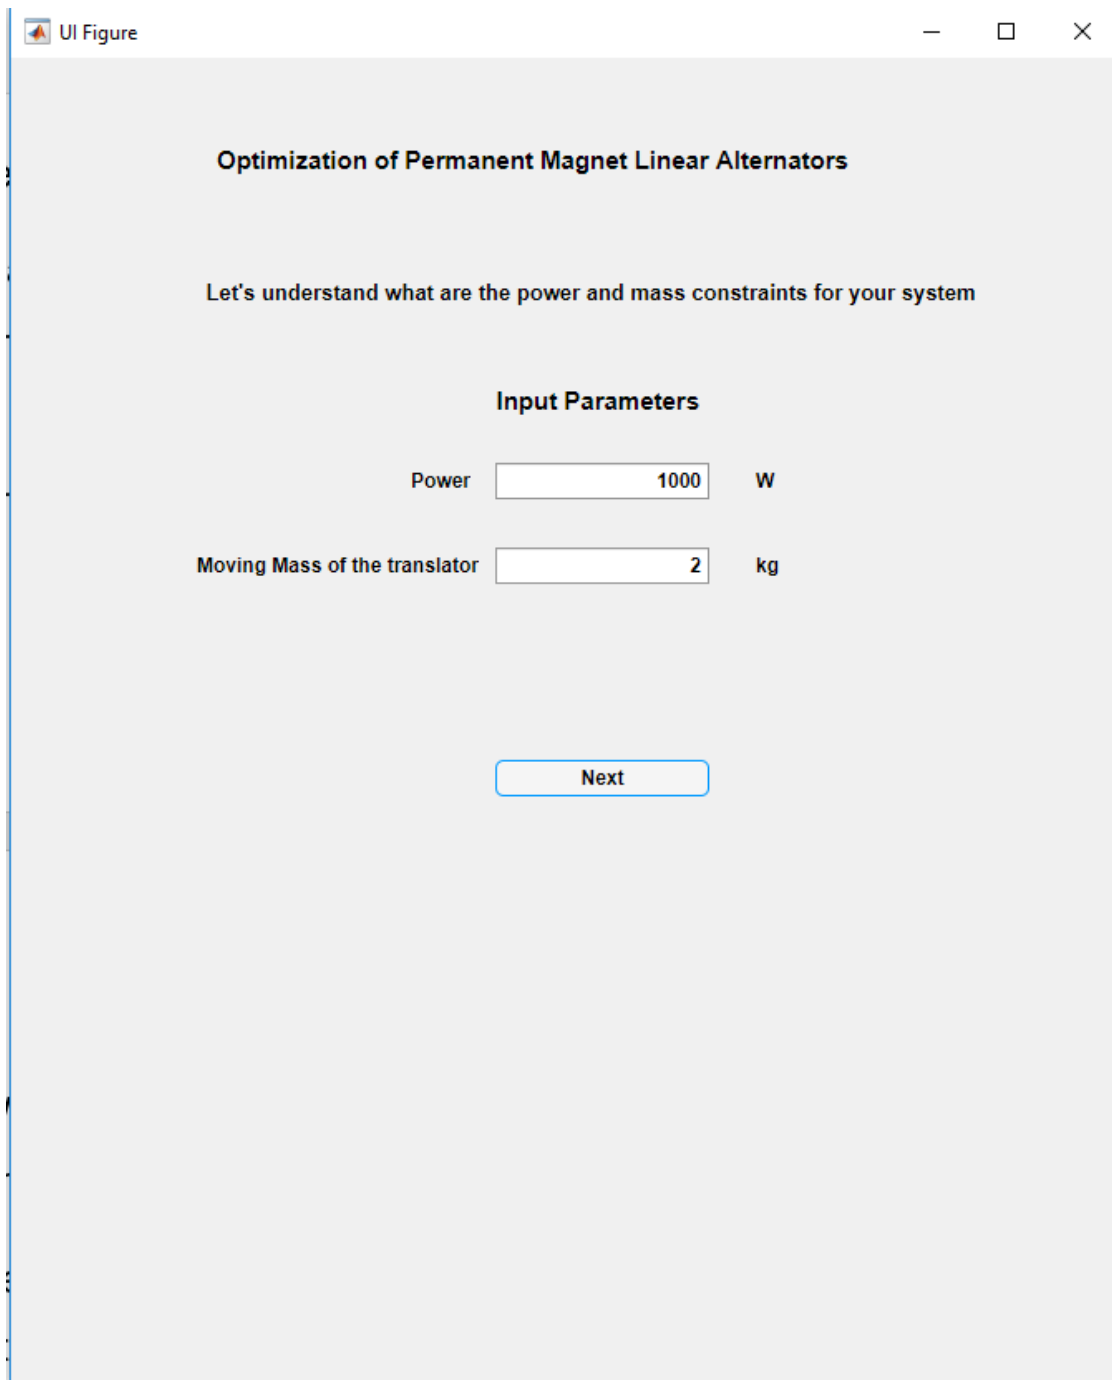 UI Figure
Optimization of Permanent Magnet Linear Alternators
Let's understand what are the power and mass constraints for your system
Input Parameters
Power 1000 W
Moving Mass of the translator 2 kg
Next